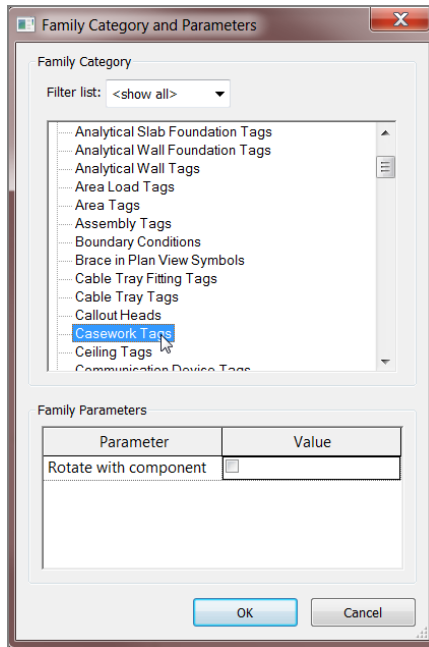 Family Category and Parameters
Family Category
Filter list: <show all>
Analytical Slab Foundation Tags
Analytical Wall Foundation Tags
Analytical Wall Tags
Area Load Tags
Area Tags
Assembly Tags
Boundary Conditions
Brace in Plan View Symbols
Cable Tray Fitting Tags
Cable Tray Tags
Callout Heads
Casework Tags
Ceiling Tags
Communication Device Tags
Family Parameters
Parameter Value
Rotate with component
OK Cancel